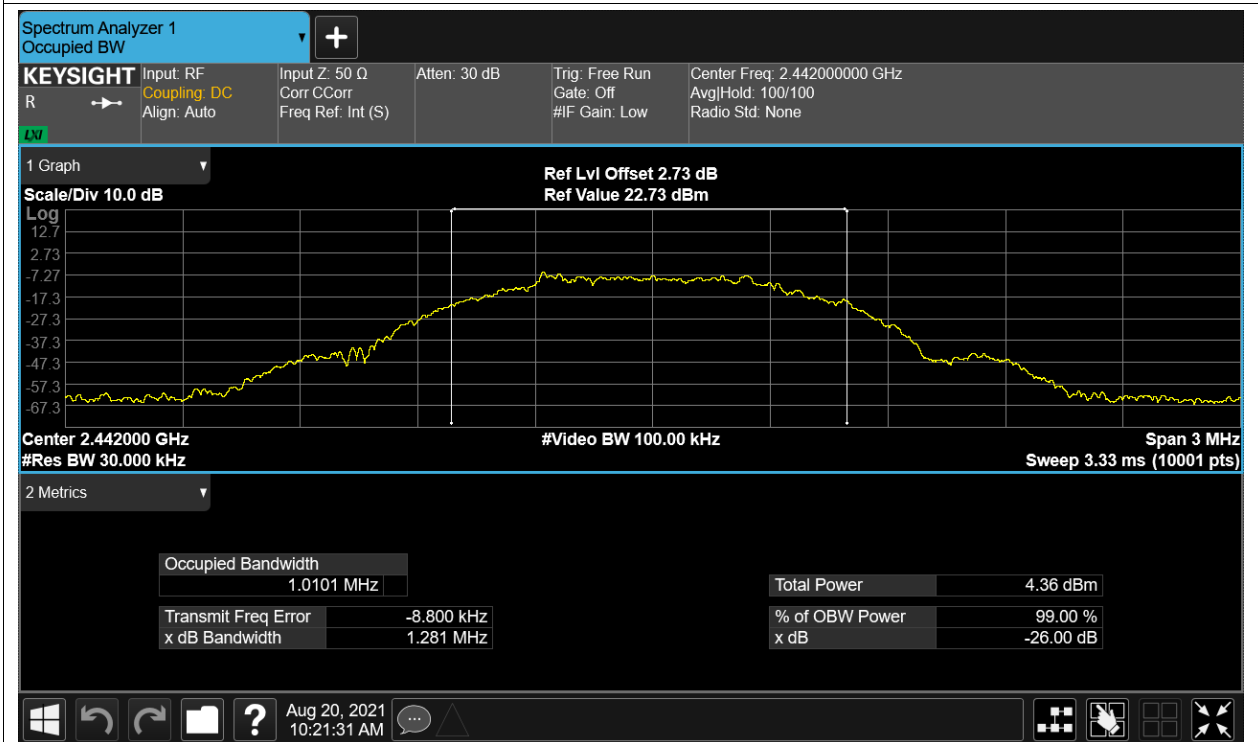 Spectrum Analyzer 1
Occupied BW
KEYSIGHT
R
LXI
Input: RF
Coupling: DC
Align: Auto
Input Z: 50 Ω
Corr CCorr
Freq Ref: Int (S)
Atten: 30 dB
Trig: Free Run
Gate: Off
#IF Gain: Low
Center Freq: 2.442000000 GHz
Avg|Hold: 100/100
Radio Std: None
1 Graph
Scale/Div 10.0 dB
Ref Lvl Offset 2.73 dB
Ref Value 22.73 dBm
Log
12.7
2.73
-7.27
-17.3
-27.3
-37.3
-47.3
-57.3
-67.3
Center 2.442000 GHz
#Res BW 30.000 kHz
#Video BW 100.00 kHz
Span 3 MHz
Sweep 3.33 ms (10001 pts)
2 Metrics
Occupied Bandwidth
1.0101 MHz
Transmit Freq Error -8.800 kHz
x dB Bandwidth 1.281 MHz
Total Power 4.36 dBm
% of OBW Power 99.00 %
x dB -26.00 dB
?
Aug 20, 2021
10:21:31 AM